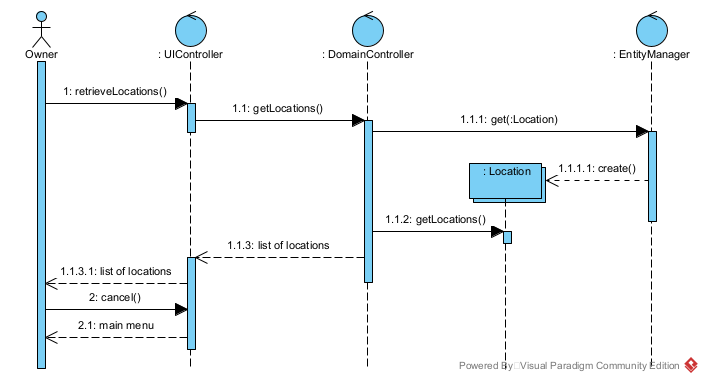 Owner
: UIController
: DomainController
: EntityManager
1: retrieveLocations()
1.1: getLocations()
1.1.1: get(:Location)
: Location
1.1.1.1: create()
1.1.2: getLocations()
1.1.3: list of locations
1.1.3.1: list of locations
2: cancel()
2.1: main menu
Powered By Visual Paradigm Community Edition